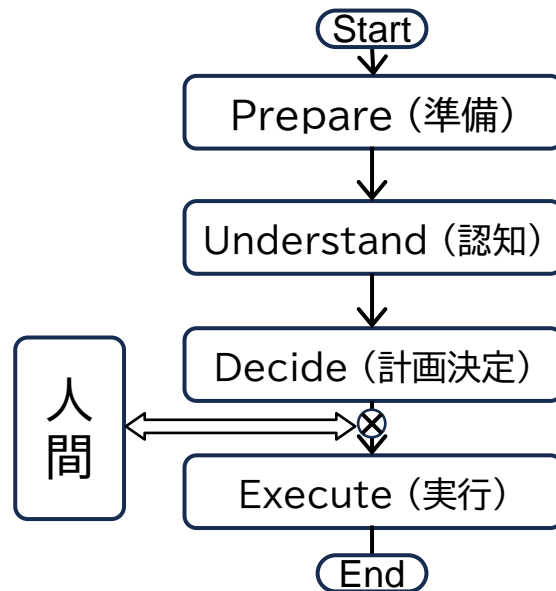 Start
Prepare（準備）
Understand（認知）
Decide（計画決定）
人
間
Execute（実行）
End